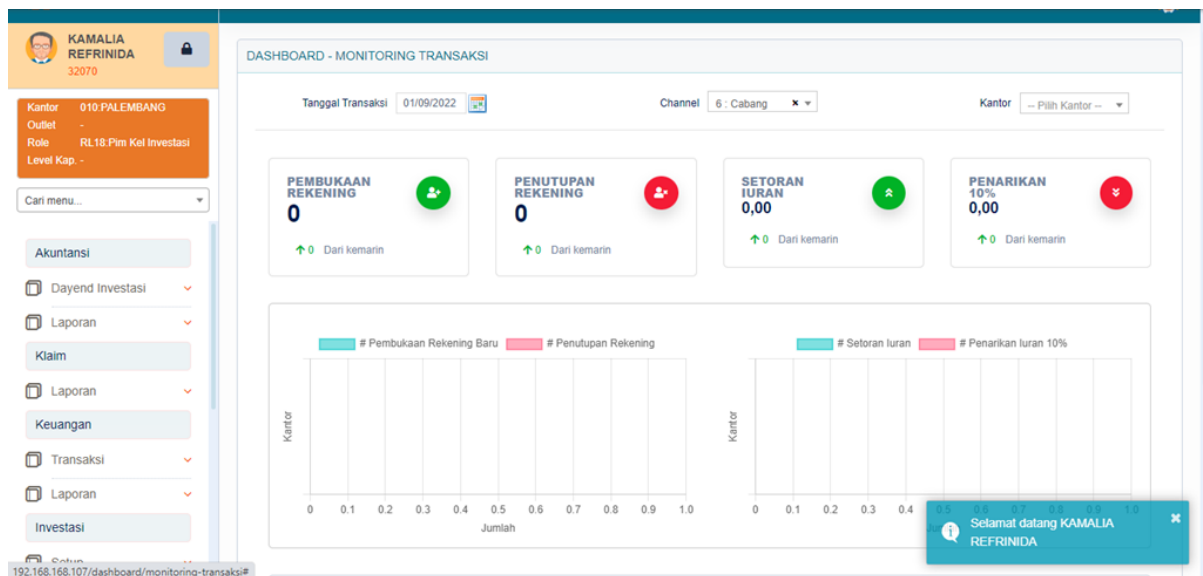 KAMALIA
REFRINIDA
32070
Kantor 010:PALEMBANG
Outlet -
Role RL18:Pim Kel Investasi
Level Kap. -
Cari menu...
Akuntansi
Dayend Investasi
Laporan
Klaim
Laporan
Keuangan
Transaksi
Laporan
Investasi
Setup
192.168.168.107/dashboard/monitoring-transaksi#
DASHBOARD - MONITORING TRANSAKSI
Tanggal Transaksi 01/09/2022 Channel 6 : Cabang Kantor -- Pilih Kantor --
PEMBUKAAN
REKENING
0
0 Dari kemarin
PENUTUPAN
REKENING
0
0 Dari kemarin
SETORAN
IURAN
0,00
0 Dari kemarin
PENARIKAN
10%
0,00
0 Dari kemarin
# Pembukaan Rekening Baru # Penutupan Rekening
Kantor
0 0.1 0.2 0.3 0.4 0.5 0.6 0.7 0.8 0.9 1.0
Jumlah
# Setoran Iuran # Penarikan Iuran 10%
Kantor
0 0.1 0.2 0.3 0.4 0.5 0.6 0.7 0.8 0.9 1.0
Selamat datang KAMALIA
REFRINIDA